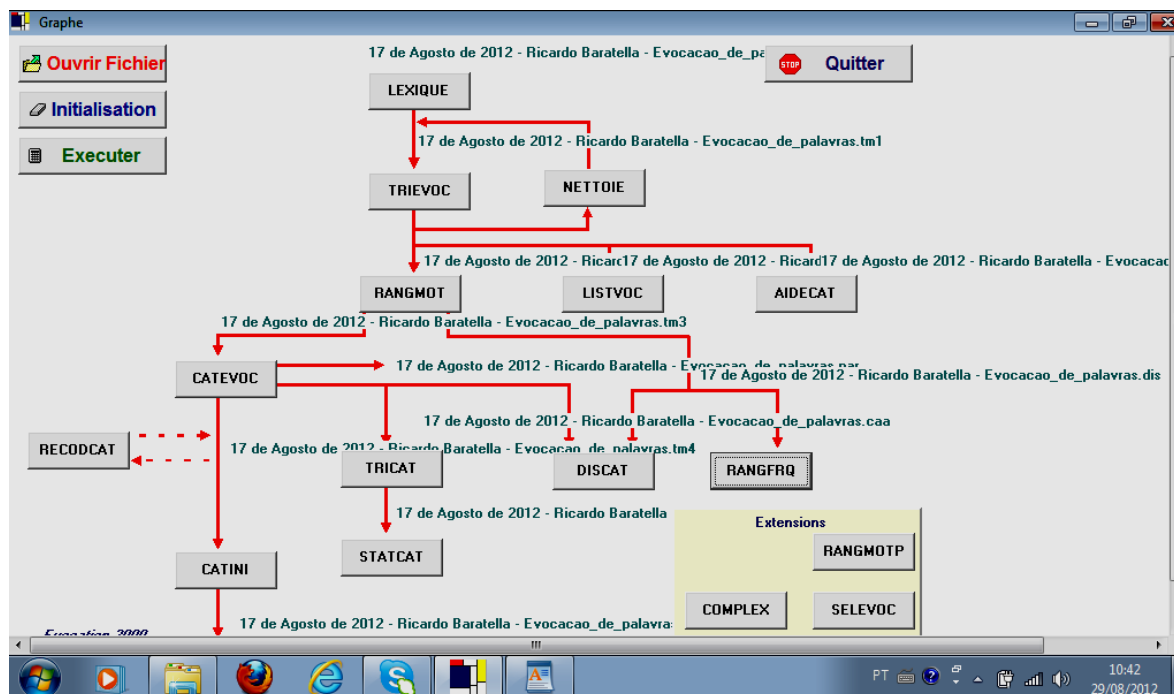 Graphe
Ouvrir Fichier
17 de Agosto de 2012 - Ricardo Baratella - Evocacao_de_pa
STOP Quitter
LEXIQUE
Initialisation
17 de Agosto de 2012 - Ricardo Baratella - Evocacao_de_palavras.tm1
Executer
TRIEVOC
NETTOIE
17 de Agosto de 2012 - Ricard
17 de Agosto de 2012 - Ricard
17 de Agosto de 2012 - Ricardo Baratella - Evocacao
RANGMOT
LISTVOC
AIDECAT
17 de Agosto de 2012 - Ricardo Baratella - Evocacao_de_palavras.tm3
17 de Agosto de 2012 - Ricardo Baratella - Evocacao_de_palavras.par
CATEVOC
17 de Agosto de 2012 - Ricardo Baratella - Evocacao_de_palavras.dis
17 de Agosto de 2012 - Ricardo Baratella - Evocacao_de_palavras.caa
RECODCAT
17 de Agosto de 2012 - Ricardo Baratella - Evocacao_de_palavras.tm4
TRICAT
DISCAT
RANGFRQ
17 de Agosto de 2012 - Ricardo Baratella
Extensions
STATCAT
RANGMOTP
CATINI
COMPLEX
SELEVOC
17 de Agosto de 2012 - Ricardo Baratella - Evocacao_de_palavra
Evocation 2000
PT
10:42
29/08/2012